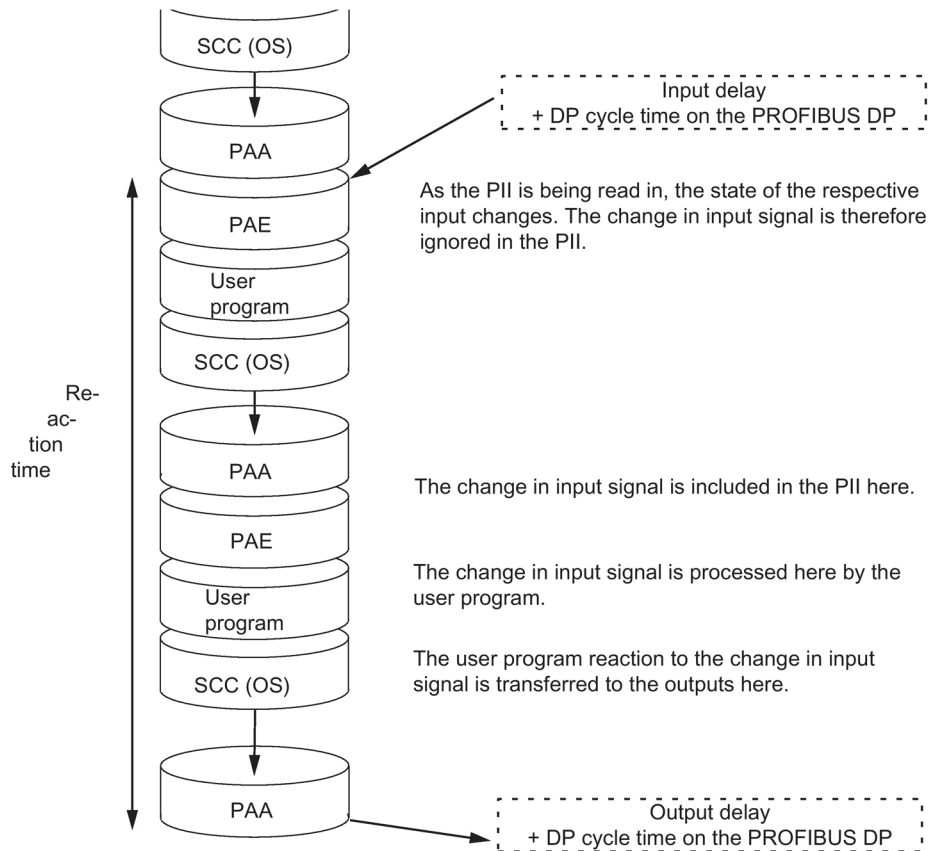 SCC (OS)
Input delay
+ DP cycle time on the PROFIBUS DP
PAA
As the PII is being read in, the state of the respective
input changes. The change in input signal is therefore
ignored in the PII.
PAE
User
program
SCC (OS)
Re-
ac-
tion
time
PAA
The change in input signal is included in the PII here.
PAE
The change in input signal is processed here by the
user program.
User
program
The user program reaction to the change in input
signal is transferred to the outputs here.
SCC (OS)
PAA
Output delay
+ DP cycle time on the PROFIBUS DP